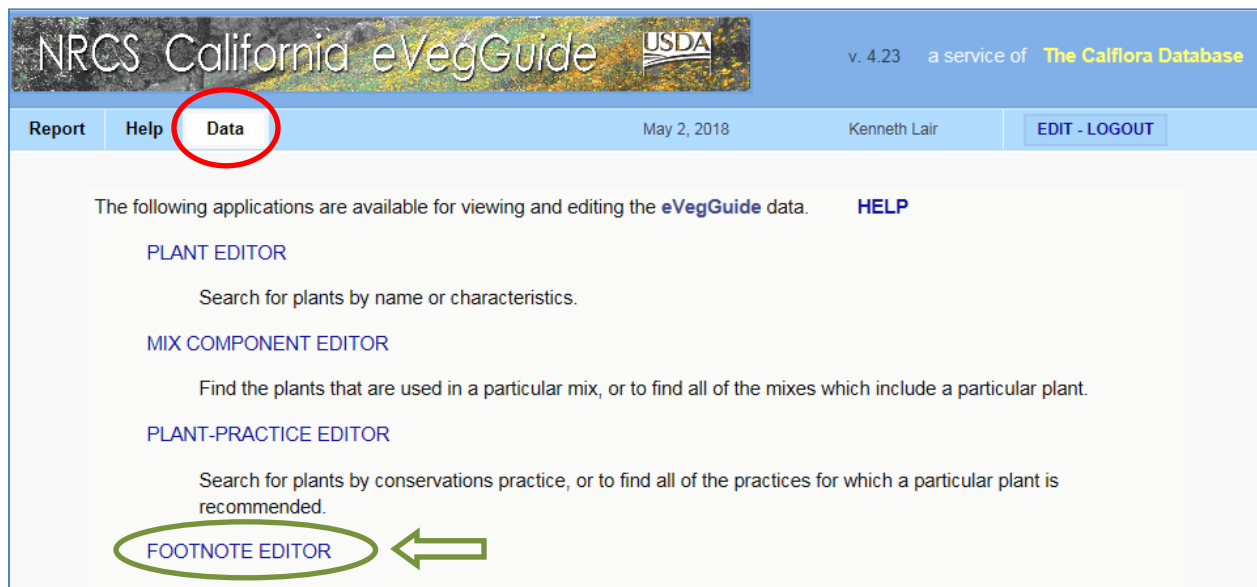 NRCS California eVegGuide USDA v. 4.23 a service of The Calflora Database
Report Help Data May 2, 2018 Kenneth Lair EDIT - LOGOUT
The following applications are available for viewing and editing the eVegGuide data. HELP
PLANT EDITOR
Search for plants by name or characteristics.
MIX COMPONENT EDITOR
Find the plants that are used in a particular mix, or to find all of the mixes which include a particular plant.
PLANT-PRACTICE EDITOR
Search for plants by conservations practice, or to find all of the practices for which a particular plant is
recommended.
FOOTNOTE EDITOR